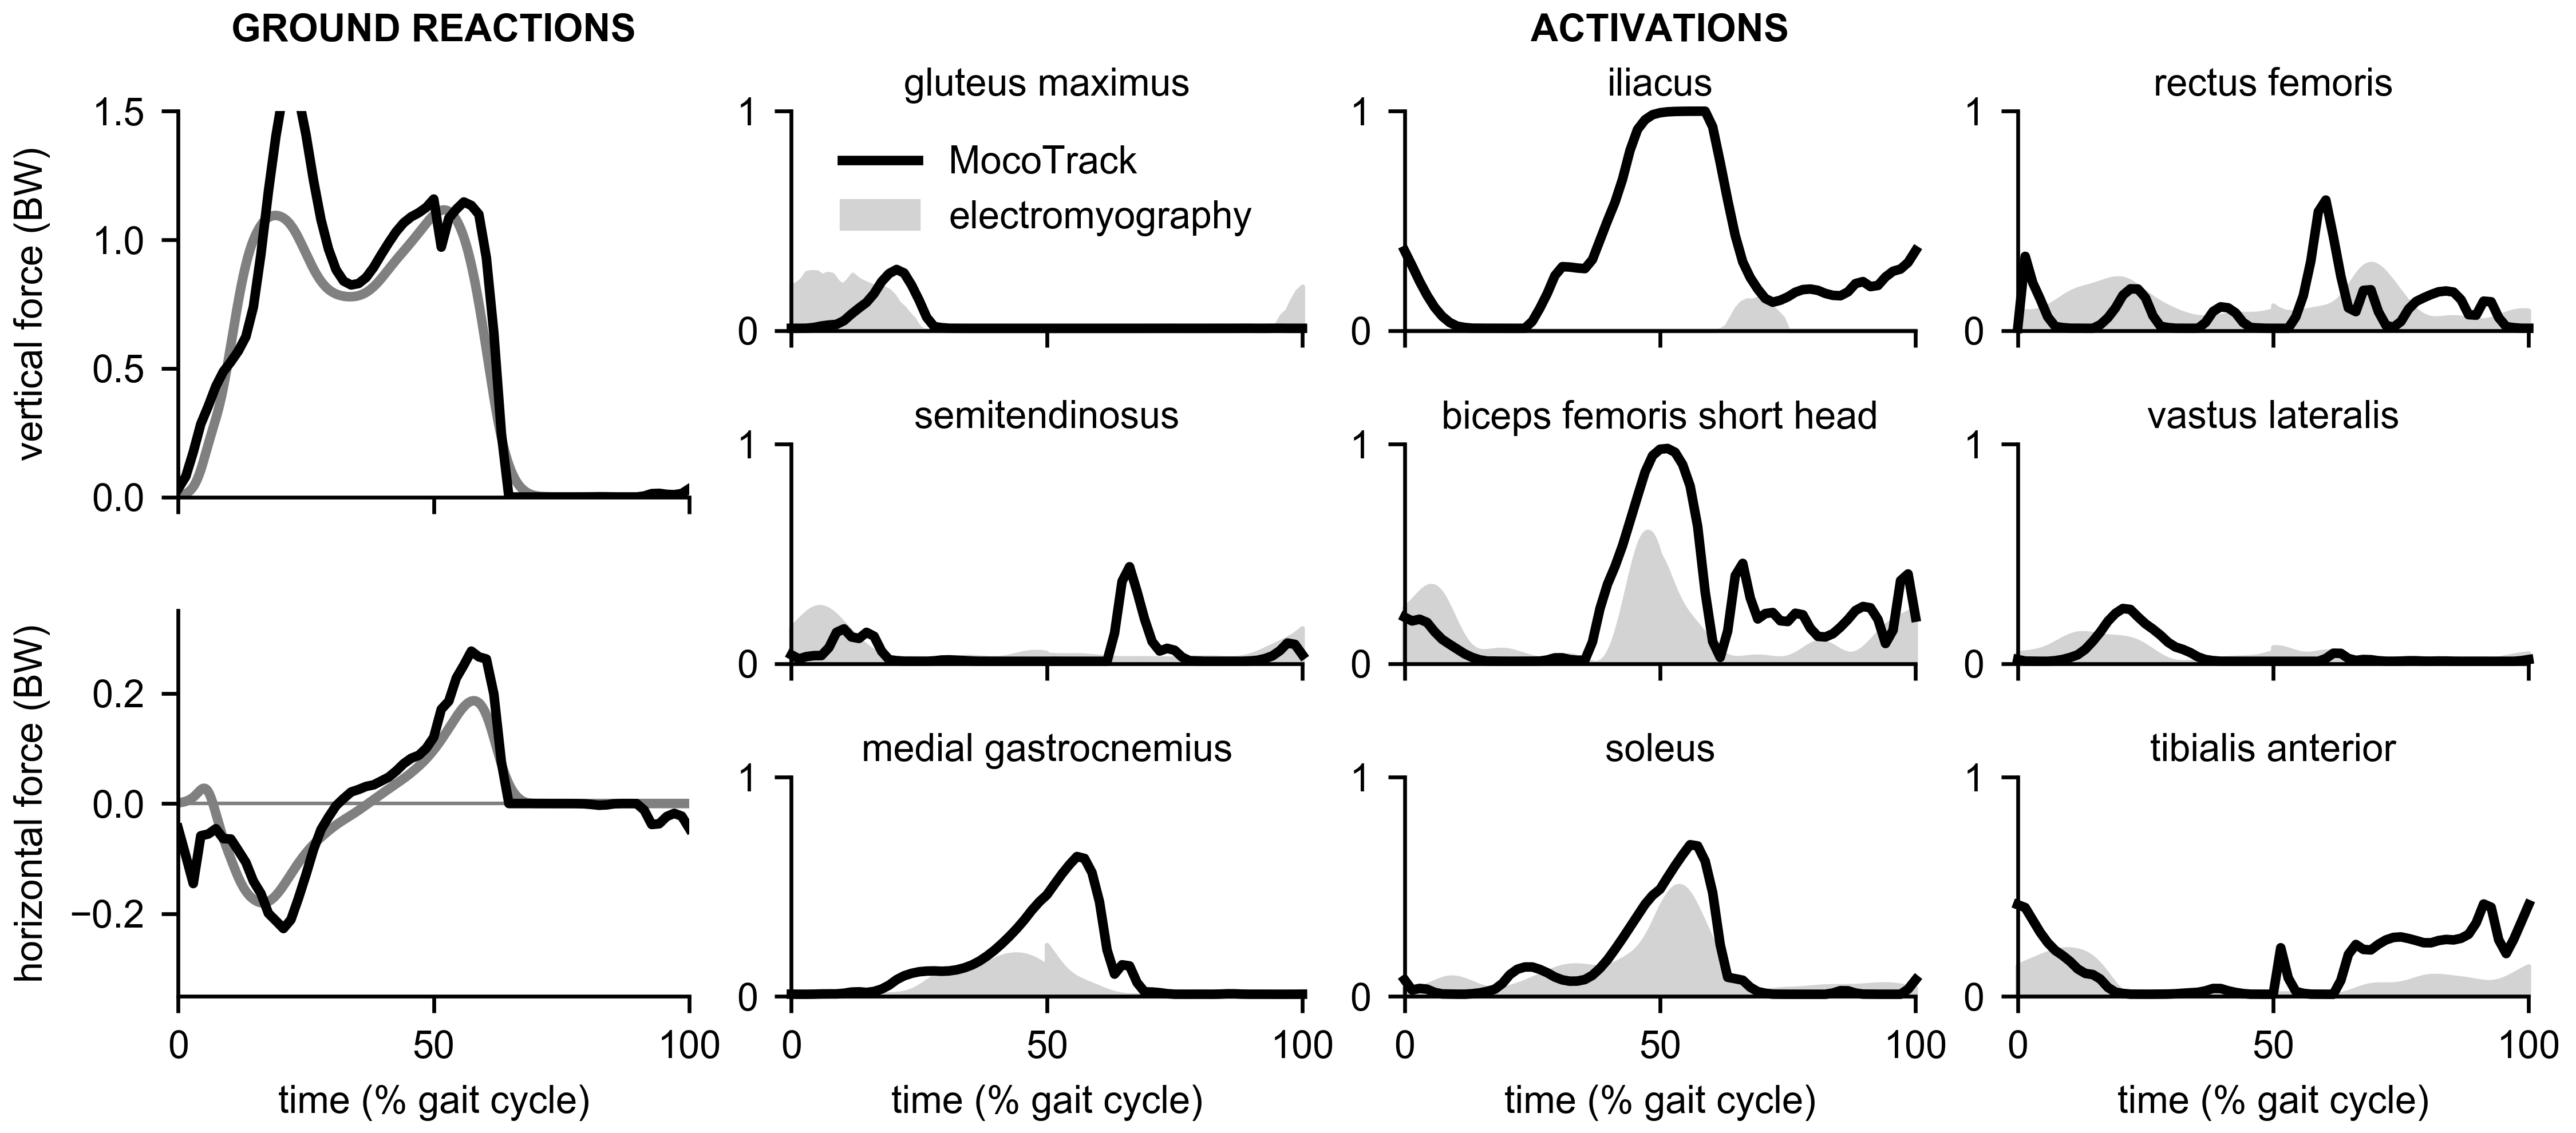 GROUND REACTIONS
ACTIVATIONS
gluteus maximus
iliacus
rectus femoris
1.5
1.0
0.5
0.0
vertical force (BW)
1
0
MocoTrack
electromyography
1
0
1
0
semitendinosus
biceps femoris short head
vastus lateralis
1
0
1
0
1
0
0.2
0.0
−0.2
horizontal force (BW)
medial gastrocnemius
soleus
tibialis anterior
1
0
1
0
1
0
0 50 100
0 50 100
0 50 100
0 50 100
time (% gait cycle)
time (% gait cycle)
time (% gait cycle)
time (% gait cycle)